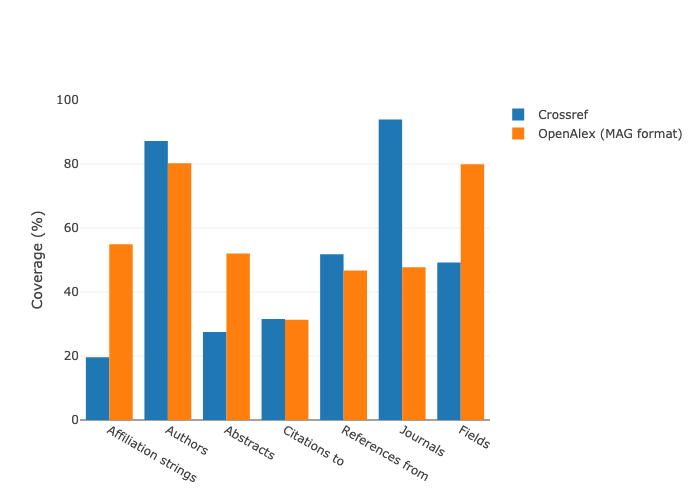 Crossref
OpenAlex (MAG format)
Coverage (%)
100
80
60
40
20
0
Affiliation strings
Authors
Abstracts
Citations to
References from
Journals
Fields